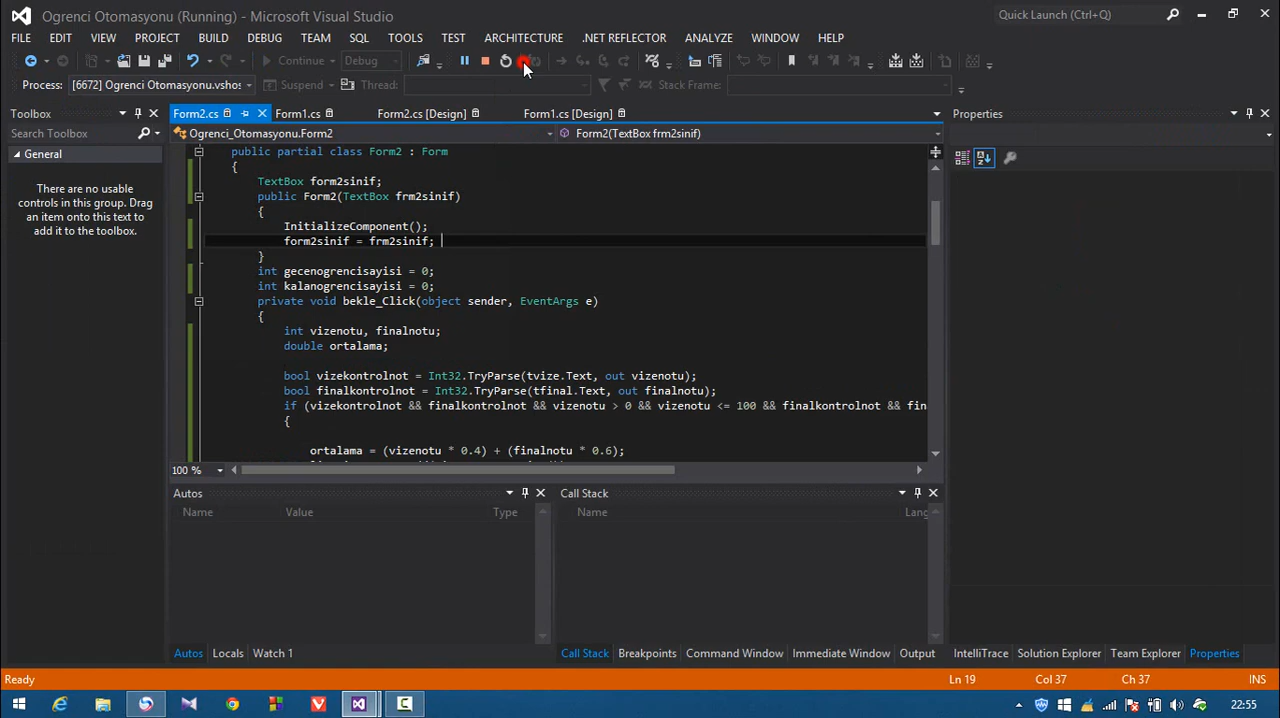 Ogrenci Otomasyonu (Running) - Microsoft Visual Studio
Quick Launch (Ctrl+Q)
FILE EDIT VIEW PROJECT BUILD DEBUG TEAM SQL TOOLS TEST ARCHITECTURE .NET REFLECTOR ANALYZE WINDOW HELP
Continue Debug
Process: [6672] Ogrenci Otomasyonu.vshos Suspend Thread: Stack Frame:
Toolbox
Form2.cs Form1.cs Form2.cs [Design] Form1.cs [Design]
Properties
Search Toolbox
Ogrenci_Otomasyonu.Form2 Form2(TextBox frm2sinif)
General
There are no usable
controls in this group. Drag
an item onto this text to
add it to the toolbox.
public partial class Form2 : Form
{
TextBox form2sinif;
public Form2(TextBox frm2sinif)
{
InitializeComponent();
form2sinif = frm2sinif;
}
int gecenogrencisayisi = 0;
int kalanogrencisayisi = 0;
private void bekle_Click(object sender, EventArgs e)
{
int vizenotu, finalnotu;
double ortalama;
bool vizekontrolnot = Int32.TryParse(tvize.Text, out vizenotu);
bool finalkontrolnot = Int32.TryParse(tfinal.Text, out finalnotu);
if (vizekontrolnot && finalkontrolnot && vizenotu > 0 && vizenotu <= 100 && finalkontrolnot && fin
{
ortalama = (vizenotu * 0.4) + (finalnotu * 0.6);
100 %
Autos
Name Value Type
Call Stack
Name Lang
Autos Locals Watch 1
Call Stack Breakpoints Command Window Immediate Window Output
IntelliTrace Solution Explorer Team Explorer Properties
Ready
Ln 19 Col 37 Ch 37 INS
22:55